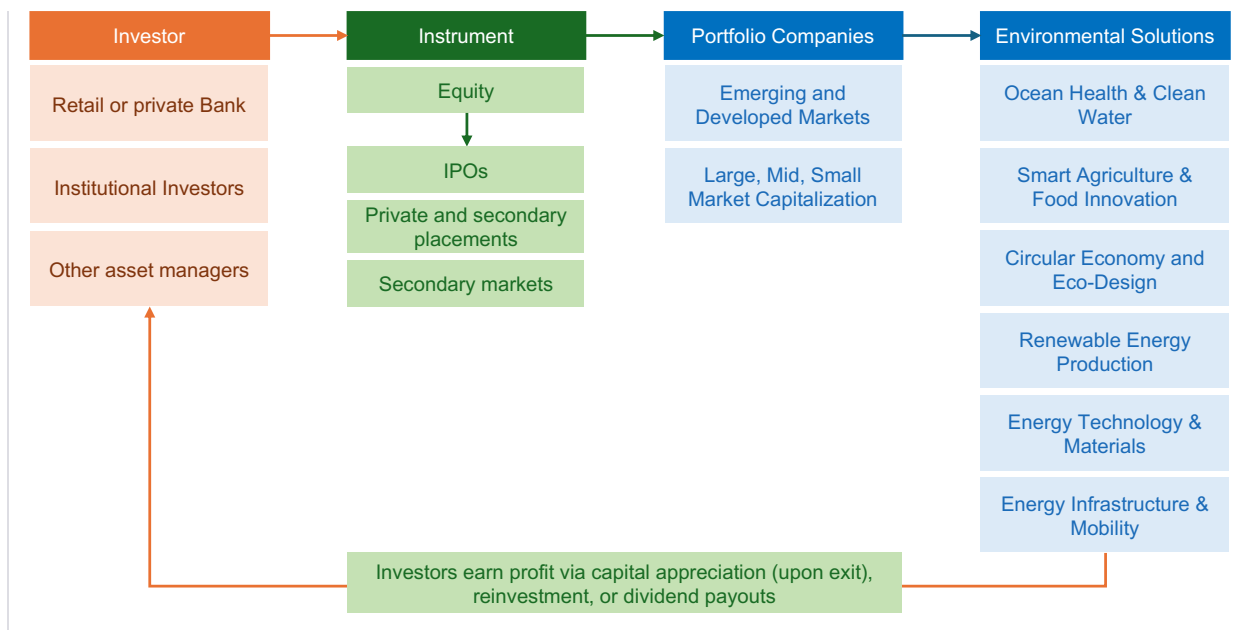 Investor
Instrument
Portfolio Companies
Environmental Solutions
Retail or private Bank
Institutional Investors
Other asset managers
Equity
IPOs
Private and secondary
placements
Secondary markets
Emerging and
Developed Markets
Large, Mid, Small
Market Capitalization
Ocean Health & Clean
Water
Smart Agriculture &
Food Innovation
Circular Economy and
Eco-Design
Renewable Energy
Production
Energy Technology &
Materials
Energy Infrastructure &
Mobility
Investors earn profit via capital appreciation (upon exit),
reinvestment, or dividend payouts